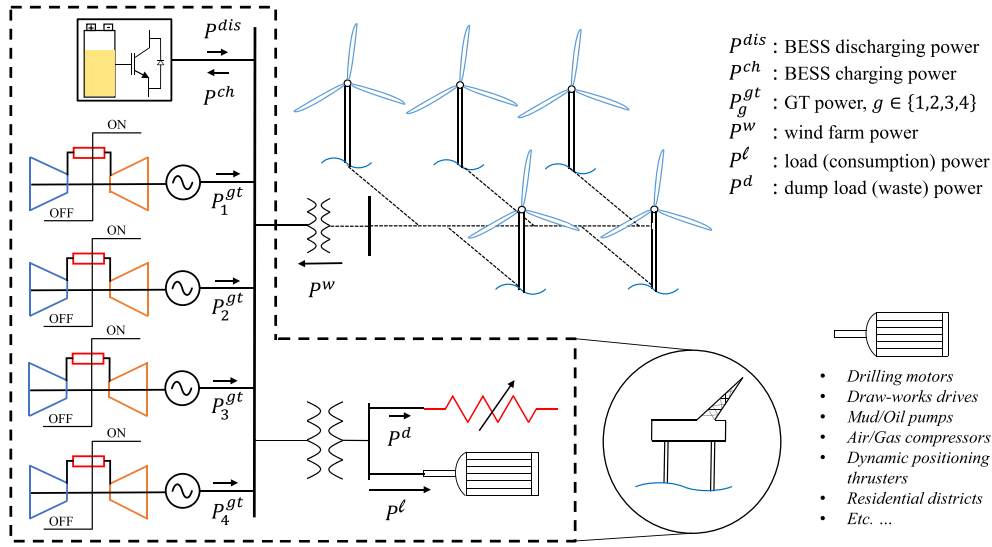 + -
P^dis
P^ch
ON
OFF
P_1^gt
ON
OFF
P_2^gt
ON
OFF
P_3^gt
ON
OFF
P_4^gt
P^w
P^d
P^ℓ
P^dis : BESS discharging power
P^ch : BESS charging power
P_g^gt : GT power, g ∈ {1,2,3,4}
P^w : wind farm power
P^ℓ : load (consumption) power
P^d : dump load (waste) power
• Drilling motors
• Draw-works drives
• Mud/Oil pumps
• Air/Gas compressors
• Dynamic positioning
thrusters
• Residential districts
• Etc. …